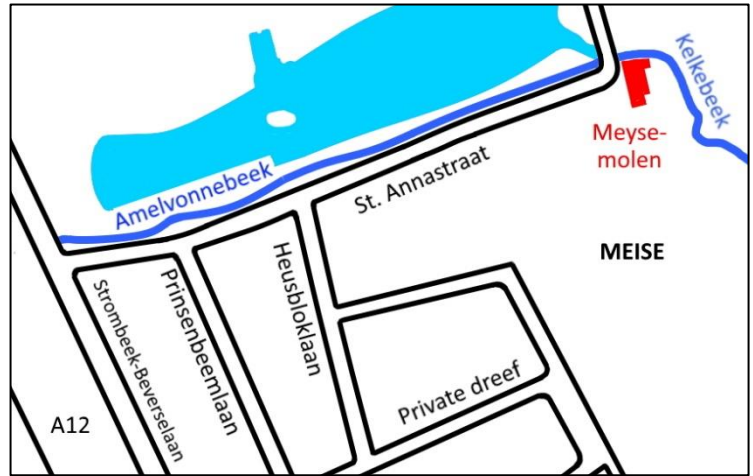 Kelkebeek
Meyse-
molen
Amelvonnebeek
St. Annastraat
MEISE
Heusbloklaan
Prinsenbeemlaan
Strombeek-Beverselaan
Private dreef
A12